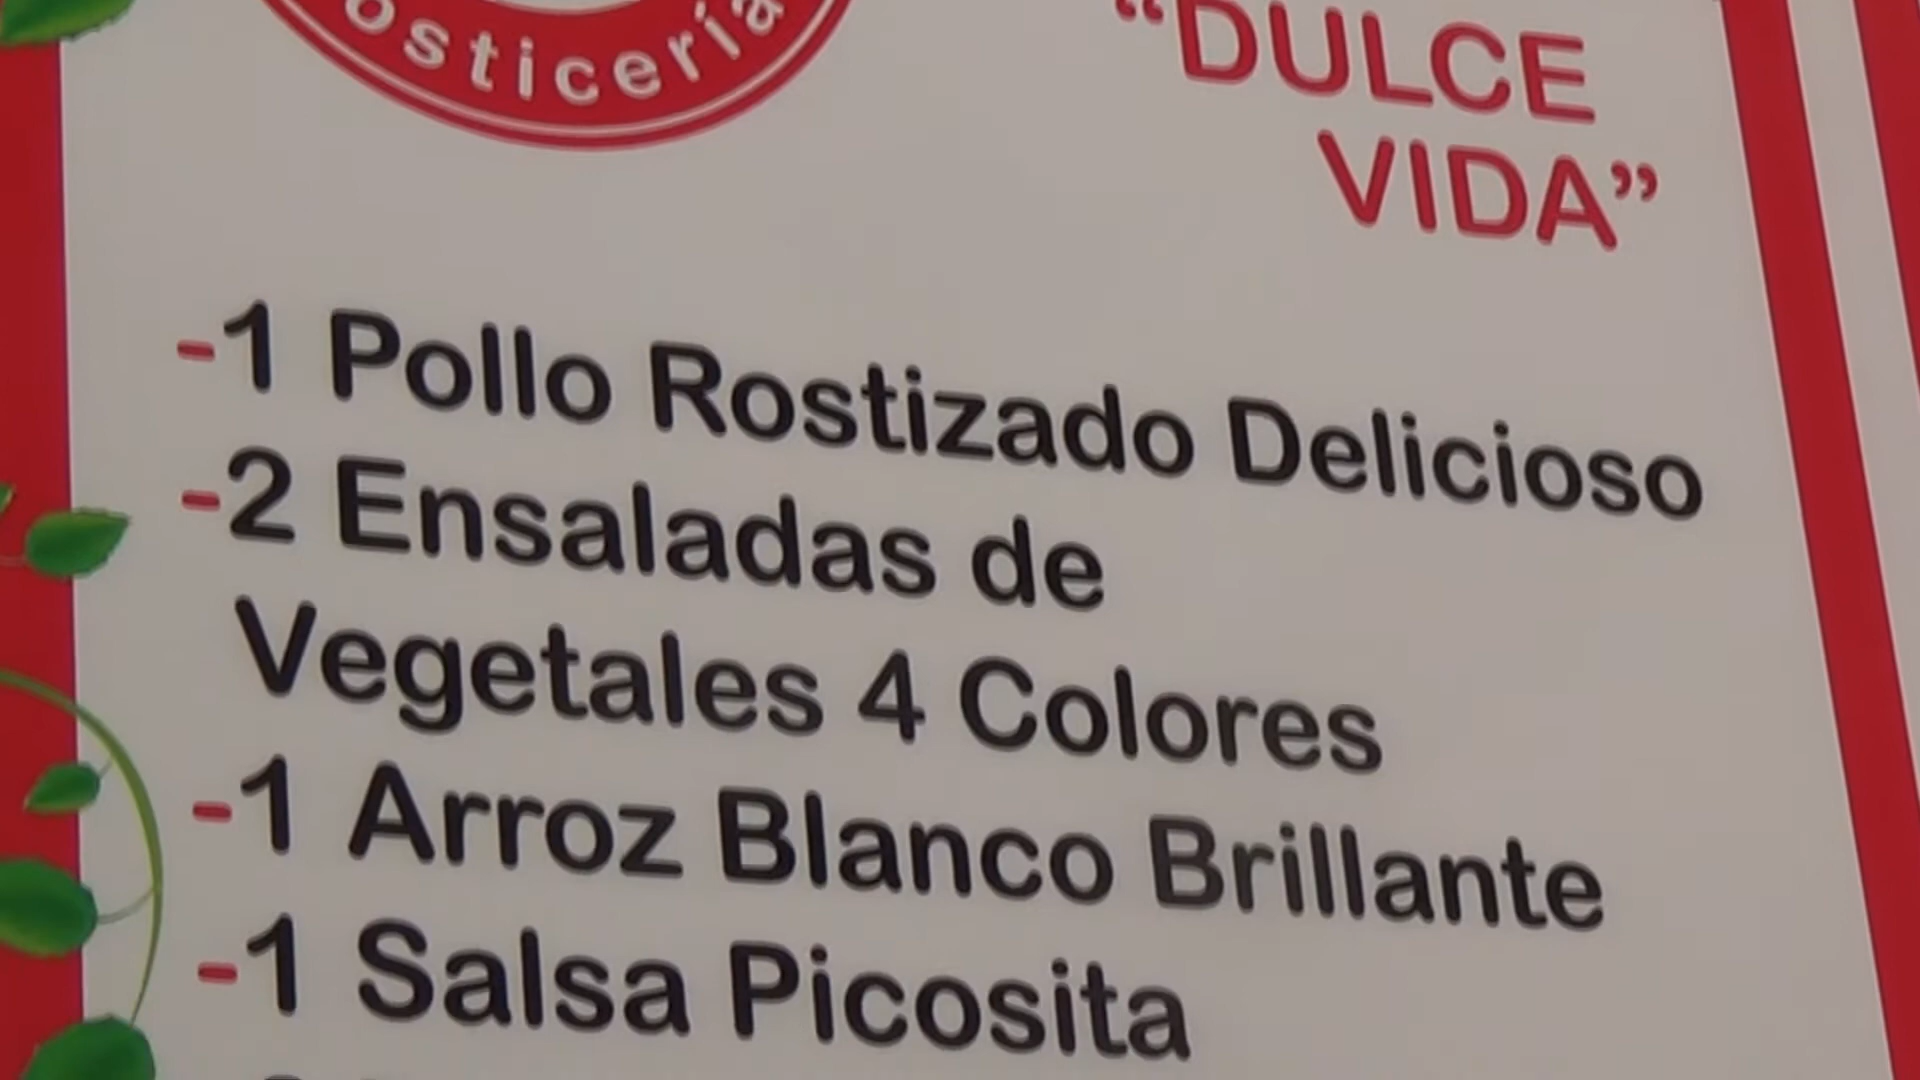 osticería
“DULCE
VIDA”
-1 Pollo Rostizado Delicioso
-2 Ensaladas de
Vegetales 4 Colores
-1 Arroz Blanco Brillante
-1 Salsa Picosita